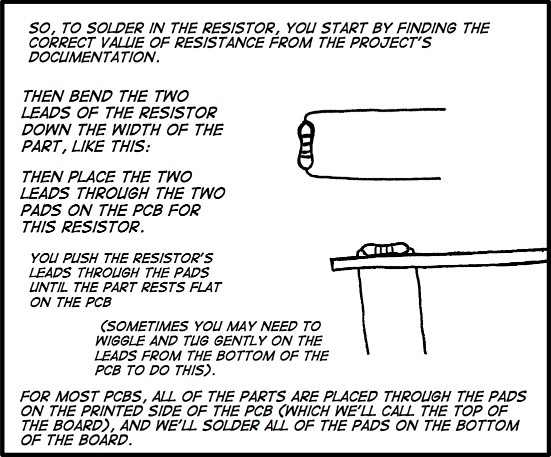 SO, TO SOLDER IN THE RESISTOR, YOU START BY FINDING THE
CORRECT VALUE OF RESISTANCE FROM THE PROJECT'S
DOCUMENTATION.
THEN BEND THE TWO
LEADS OF THE RESISTOR
DOWN THE WIDTH OF THE
PART, LIKE THIS:
THEN PLACE THE TWO
LEADS THROUGH THE TWO
PADS ON THE PCB FOR
THIS RESISTOR.
YOU PUSH THE RESISTOR'S
LEADS THROUGH THE PADS
UNTIL THE PART RESTS FLAT
ON THE PCB
(SOMETIMES YOU MAY NEED TO
WIGGLE AND TUG GENTLY ON THE
LEADS FROM THE BOTTOM OF THE
PCB TO DO THIS).
FOR MOST PCBS, ALL OF THE PARTS ARE PLACED THROUGH THE PADS
ON THE PRINTED SIDE OF THE PCB (WHICH WE'LL CALL THE TOP OF
THE BOARD), AND WE'LL SOLDER ALL OF THE PADS ON THE BOTTOM
OF THE BOARD.